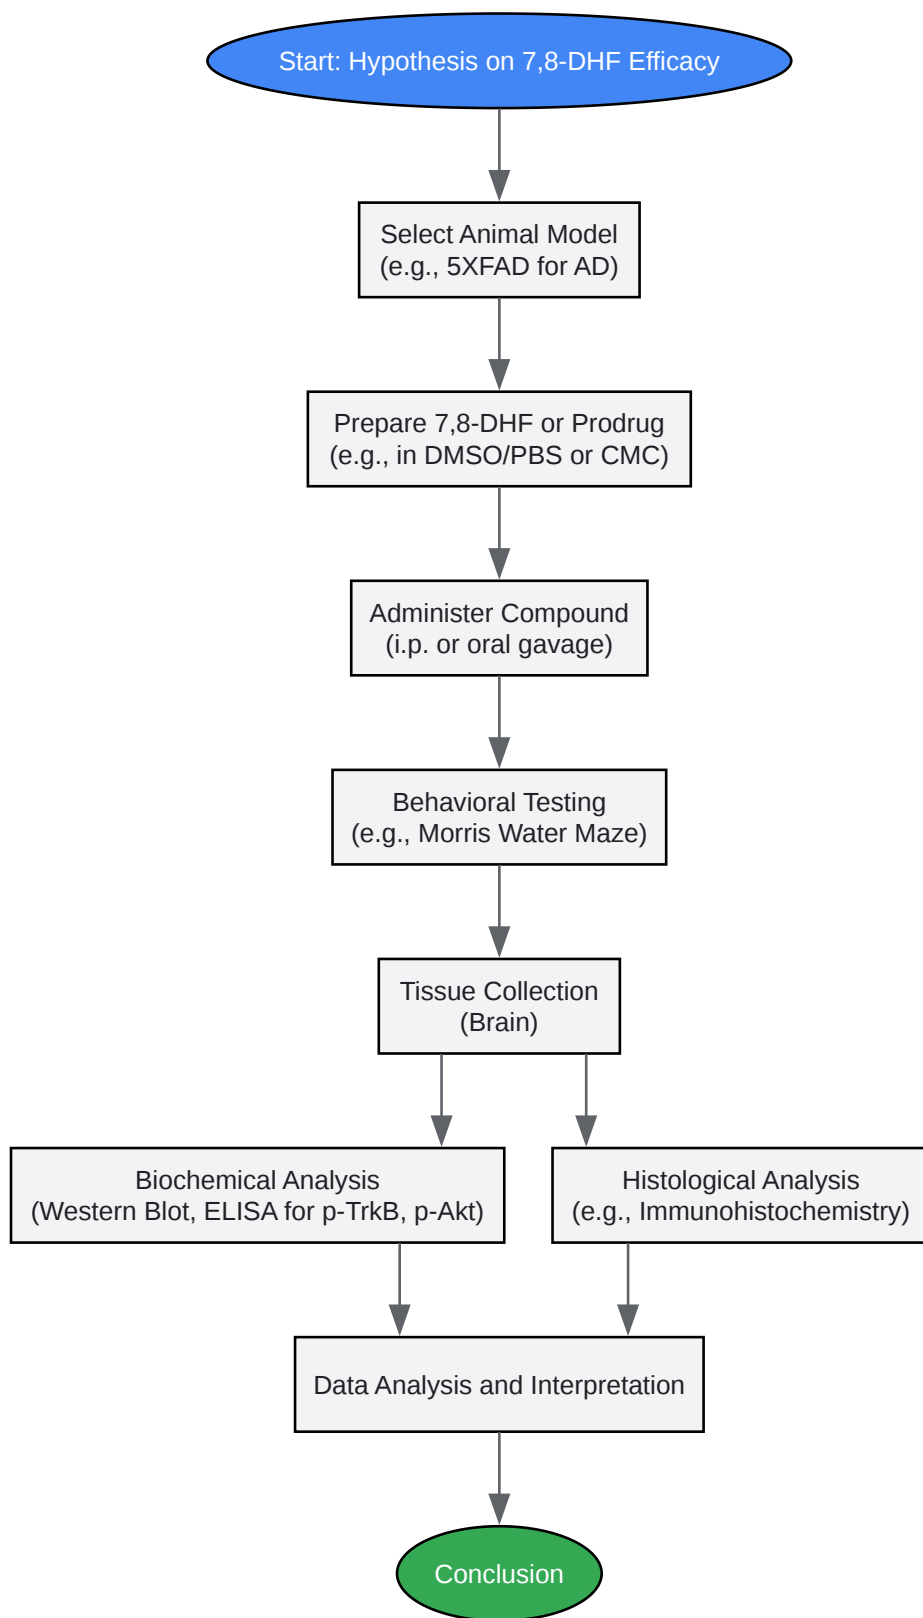 Start: Hypothesis on 7,8-DHF Efficacy
Select Animal Model
(e.g., 5XFAD for AD)
Prepare 7,8-DHF or Prodrug
(e.g., in DMSO/PBS or CMC)
Administer Compound
(i.p. or oral gavage)
Behavioral Testing
(e.g., Morris Water Maze)
Tissue Collection
(Brain)
Biochemical Analysis
(Western Blot, ELISA for p-TrkB, p-Akt)
Histological Analysis
(e.g., Immunohistochemistry)
Data Analysis and Interpretation
Conclusion